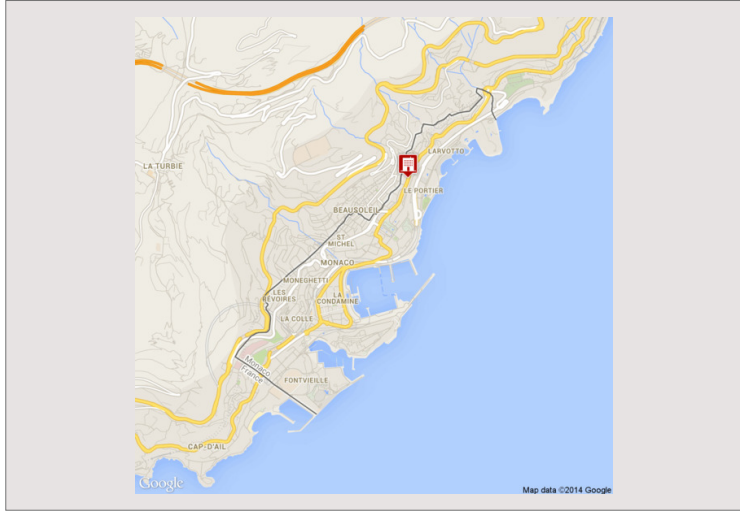 LARVOTTO
LA TURBIE
LE PORTIER
BEAUSOLEIL
ST
MICHEL
MONACO
MONEGHETTI
LES
RÉVOIRES
LA
CONDAMINE
LA COLLE
Monaco
France
FONTVIEILLE
CAP-D'AIL
Google
Map data ©2014 Google